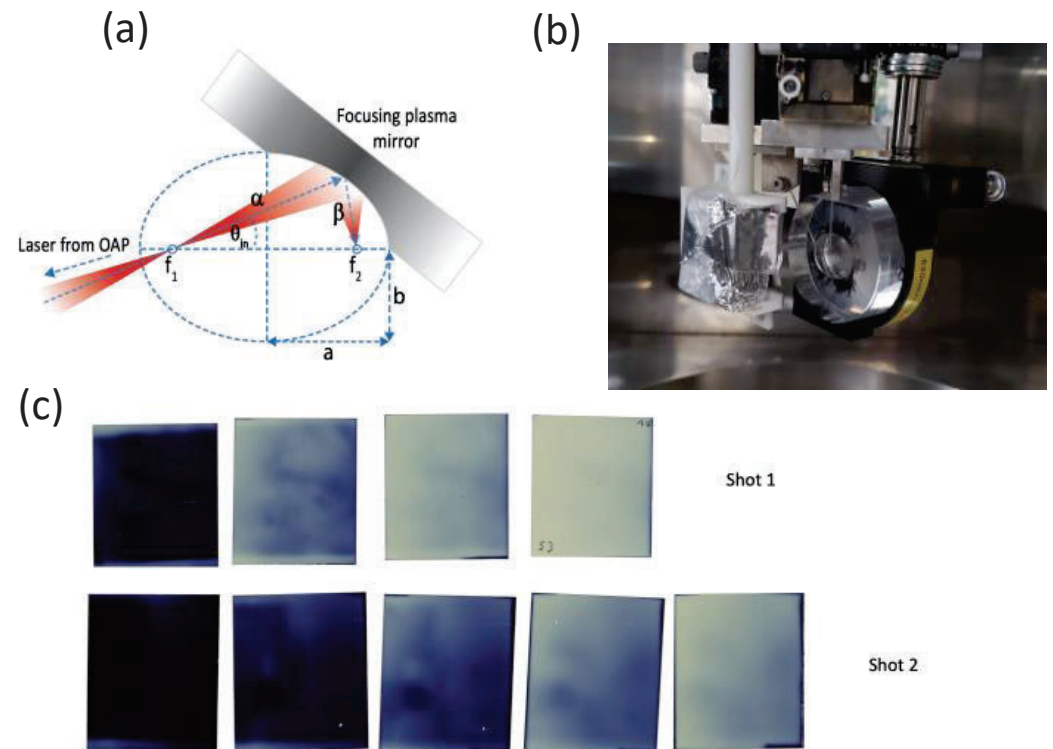 (a)
(b)
Focusing plasma
mirror
α
β
θin
Laser from OAP
f1
f2
b
a
(c)
Shot 1
53
Shot 2